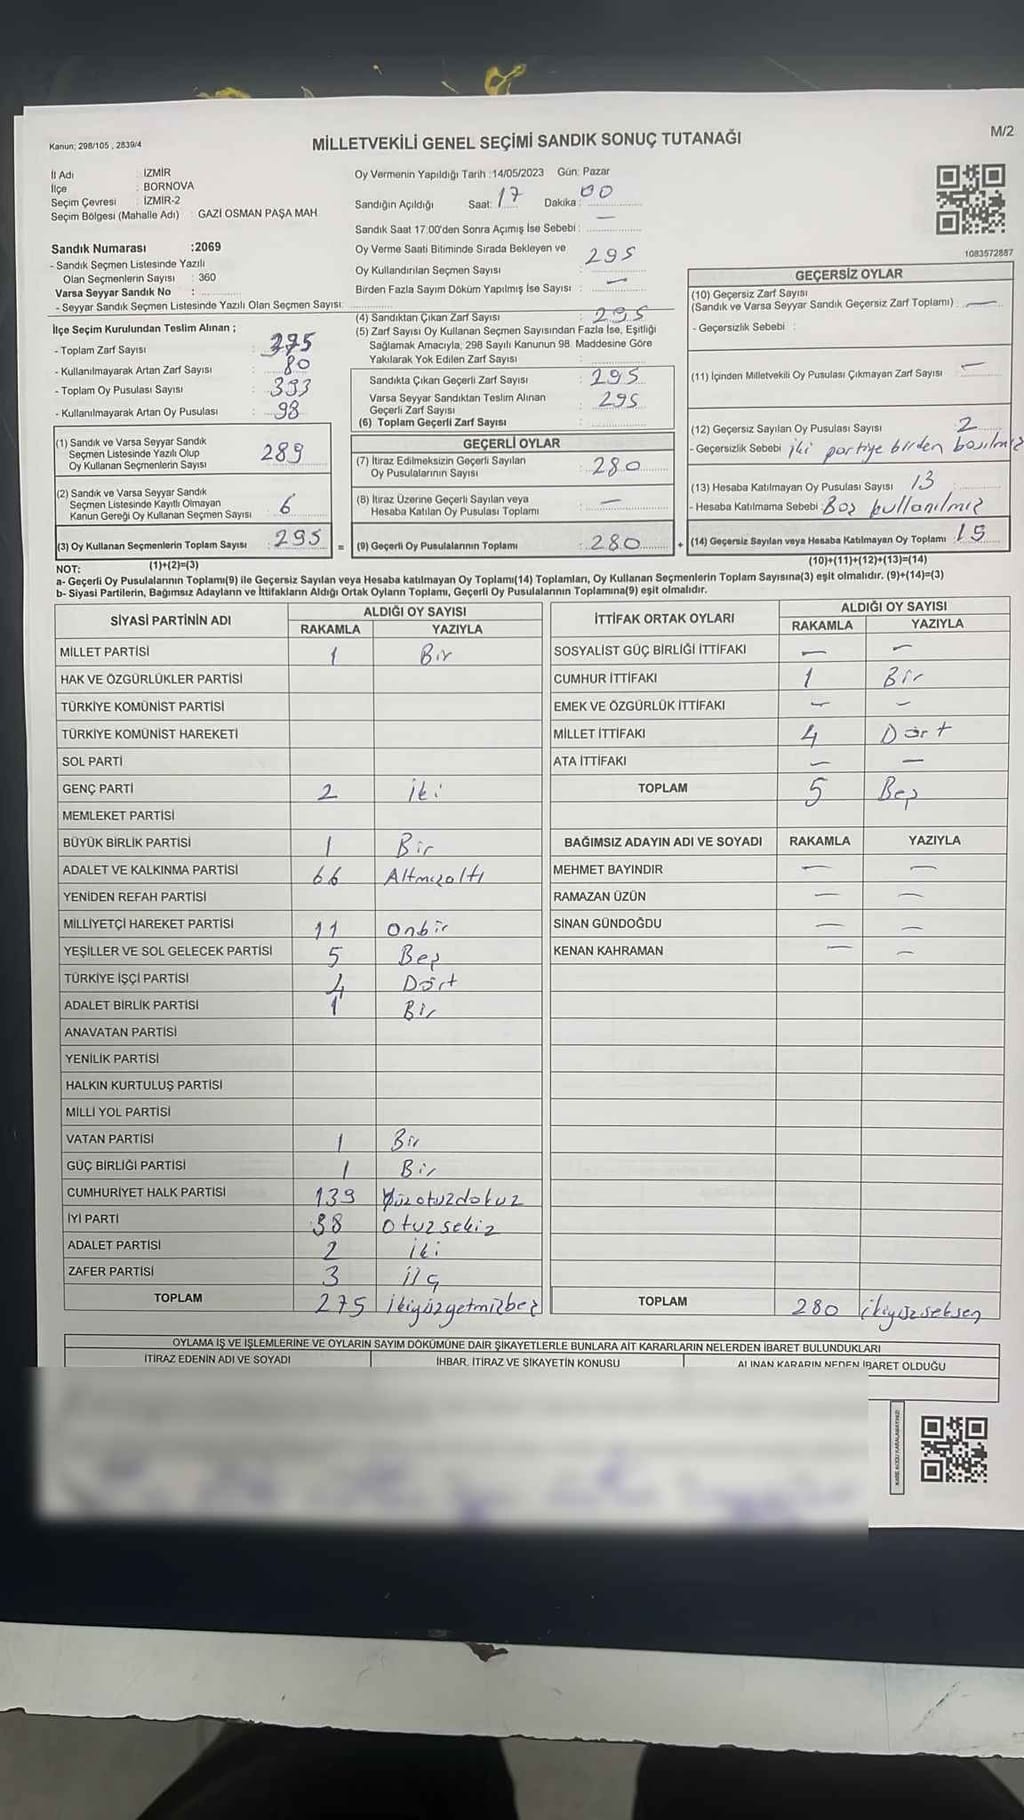 Kanun; 298/105 , 2839/4
MİLLETVEKİLİ GENEL SEÇİMİ SANDIK SONUÇ TUTANAĞI
M/2
İl Adı : İZMİR
İlçe : BORNOVA
Seçim Çevresi : İZMİR-2
Seçim Bölgesi (Mahalle Adı) : GAZİ OSMAN PAŞA MAH.
Sandık Numarası :2069
- Sandık Seçmen Listesinde Yazılı
Olan Seçmenlerin Sayısı : 360
Varsa Seyyar Sandık No :
- Seyyar Sandık Seçmen Listesinde Yazılı Olan Seçmen Sayısı:
Oy Vermenin Yapıldığı Tarih :14/05/2023 Gün: Pazar
Sandığın Açıldığı Saat: 17 Dakika : 00
Sandık Saat 17.00'den Sonra Açımış İse Sebebi : —
Oy Verme Saati Bitiminde Sırada Bekleyen ve
Oy Kullandırılan Seçmen Sayısı : 295
Birden Fazla Sayım Döküm Yapılmış İse Sayısı : —
1083572887
İlçe Seçim Kurulundan Teslim Alınan ;
- Toplam Zarf Sayısı : 375
- Kullanılmayarak Artan Zarf Sayısı : 80
- Toplam Oy Pusulası Sayısı : 393
- Kullanılmayarak Artan Oy Pusulası : 98
(1) Sandık ve Varsa Seyyar Sandık
Seçmen Listesinde Yazılı Olup
Oy Kullanan Seçmenlerin Sayısı 289
(2) Sandık ve Varsa Seyyar Sandık
Seçmen Listesinde Kayıtlı Olmayan
Kanun Gereği Oy Kullanan Seçmen Sayısı 6
(3) Oy Kullanan Seçmenlerin Toplam Sayısı : 295 =
(1)+(2)=(3)
(4) Sandıktan Çıkan Zarf Sayısı : 295
(5) Zarf Sayısı Oy Kullanan Seçmen Sayısından Fazla İse, Eşitliği
Sağlamak Amacıyla, 298 Sayılı Kanunun 98. Maddesine Göre
Yakılarak Yok Edilen Zarf Sayısı :
Sandıkta Çıkan Geçerli Zarf Sayısı : 295
Varsa Seyyar Sandıktan Teslim Alınan
Geçerli Zarf Sayısı : 295
(6) Toplam Geçerli Zarf Sayısı :
GEÇERLİ OYLAR
(7) İtiraz Edilmeksizin Geçerli Sayılan
Oy Pusulalarının Sayısı : 280
(8) İtiraz Üzerine Geçerli Sayılan veya
Hesaba Katılan Oy Pusulası Toplamı : —
(9) Geçerli Oy Pusulalarının Toplamı : 280 +
GEÇERSİZ OYLAR
(10) Geçersiz Zarf Sayısı
(Sandık ve Varsa Seyyar Sandık Geçersiz Zarf Toplamı) : —
- Geçersizlik Sebebi :
(11) İçinden Milletvekili Oy Pusulası Çıkmayan Zarf Sayısı : —
(12) Geçersiz Sayılan Oy Pusulası Sayısı : 2
- Geçersizlik Sebebi : iki partiye birden basılmız
(13) Hesaba Katılmayan Oy Pusulası Sayısı : 13
- Hesaba Katılmama Sebebi : Boş kullanılmiz
(14) Geçersiz Sayılan veya Hesaba Katılmayan Oy Toplamı : 15
(10)+(11)+(12)+(13)=(14)
NOT:
a- Geçerli Oy Pusulalarının Toplamı(9) ile Geçersiz Sayılan veya Hesaba katılmayan Oy Toplamı(14) Toplamları, Oy Kullanan Seçmenlerin Toplam Sayısına(3) eşit olmalıdır. (9)+(14)=(3)
b- Siyasi Partilerin, Bağımsız Adayların ve İttifakların Aldığı Ortak Oyların Toplamı, Geçerli Oy Pusulalarının Toplamına(9) eşit olmalıdır.
SİYASİ PARTİNİN ADI ALDIĞI OY SAYISI
RAKAMLA YAZIYLA
MİLLET PARTİSİ 1 Bir
HAK VE ÖZGÜRLÜKLER PARTİSİ
TÜRKİYE KOMÜNİST PARTİSİ
TÜRKİYE KOMÜNİST HAREKETİ
SOL PARTİ
GENÇ PARTİ 2 iki
MEMLEKET PARTİSİ
BÜYÜK BİRLİK PARTİSİ 1 Bir
ADALET VE KALKINMA PARTİSİ 66 Altmızaltı
YENİDEN REFAH PARTİSİ
MİLLİYETÇİ HAREKET PARTİSİ 11 Onbir
YEŞİLLER VE SOL GELECEK PARTİSİ 5 Beş
TÜRKİYE İŞÇİ PARTİSİ 4 Dört
ADALET BİRLİK PARTİSİ 1 Bir
ANAVATAN PARTİSİ
YENİLİK PARTİSİ
HALKIN KURTULUŞ PARTİSİ
MİLLİ YOL PARTİSİ
VATAN PARTİSİ 1 Bir
GÜÇ BİRLİĞİ PARTİSİ 1 Bir
CUMHURİYET HALK PARTİSİ 139 Yüzotuzdokuz
İYİ PARTİ 38 Otuzsekiz
ADALET PARTİSİ 2 iki
ZAFER PARTİSİ 3 üç
TOPLAM 275 ikiyüzyetmizbeş
İTTİFAK ORTAK OYLARI ALDIĞI OY SAYISI
RAKAMLA YAZIYLA
SOSYALİST GÜÇ BİRLİĞİ İTTİFAKI — —
CUMHUR İTTİFAKI 1 Bir
EMEK VE ÖZGÜRLÜK İTTİFAKI — —
MİLLET İTTİFAKI 4 Dört
ATA İTTİFAKI — —
TOPLAM 5 Beş
BAĞIMSIZ ADAYIN ADI VE SOYADI RAKAMLA YAZIYLA
MEHMET BAYINDIR — —
RAMAZAN ÜZÜN — —
SİNAN GÜNDOĞDU — —
KENAN KAHRAMAN — —
TOPLAM 280 ikiyüzseksen
OYLAMA İŞ VE İŞLEMLERİNE VE OYLARIN SAYIM DÖKÜMÜNE DAİR ŞİKAYETLERLE BUNLARA AİT KARARLARIN NELERDEN İBARET BULUNDUKLARI
İTİRAZ EDENİN ADI VE SOYADI İHBAR, İTİRAZ VE ŞİKAYETİN KONUSU ALINAN KARARIN NEDEN İBARET OLDUĞU